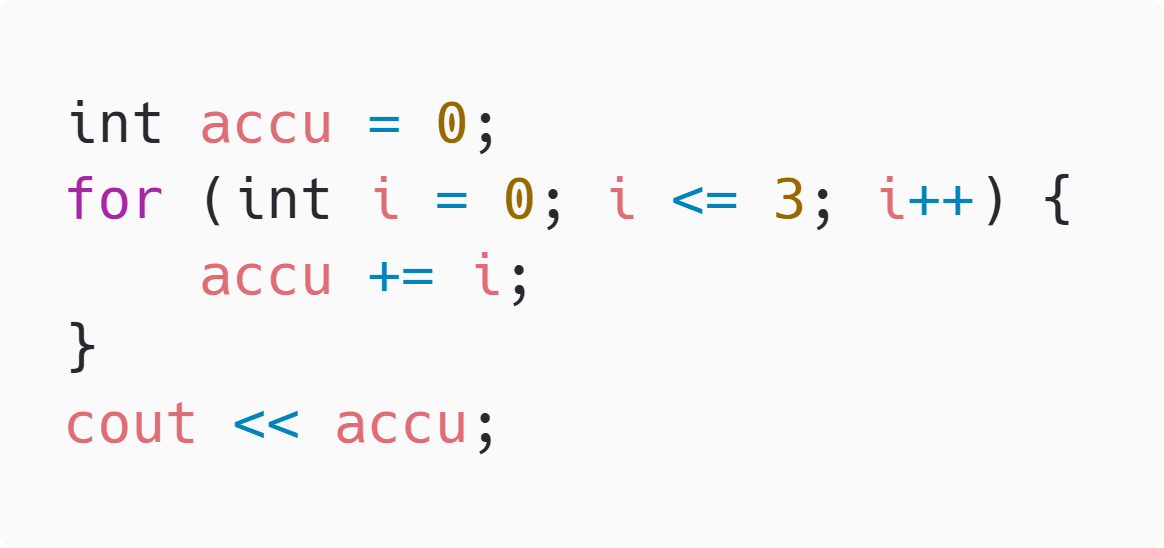 int accu = 0;
for (int i = 0; i <= 3; i++) {
    accu += i;
}
cout << accu;